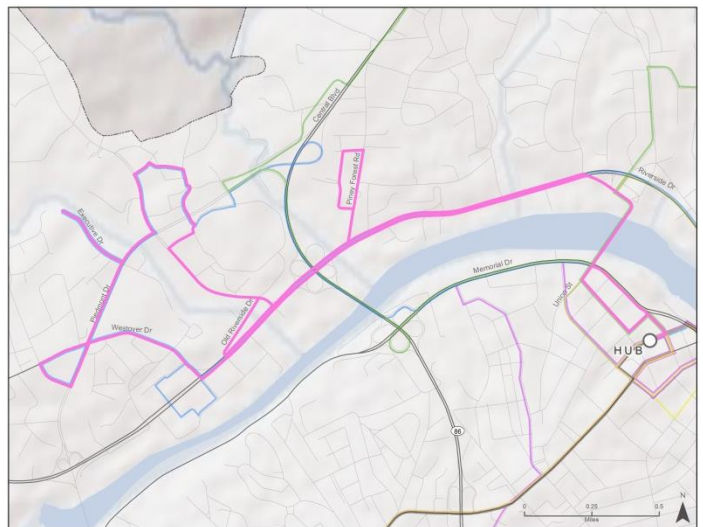 Central Blvd
Piney Forest Rd
Riverside Dr
Executive Dr
Piedmont Dr
Old Riverside Dr
Westover Dr
Memorial Dr
Union St
HUB
86
N
0 0.25 0.5
Miles